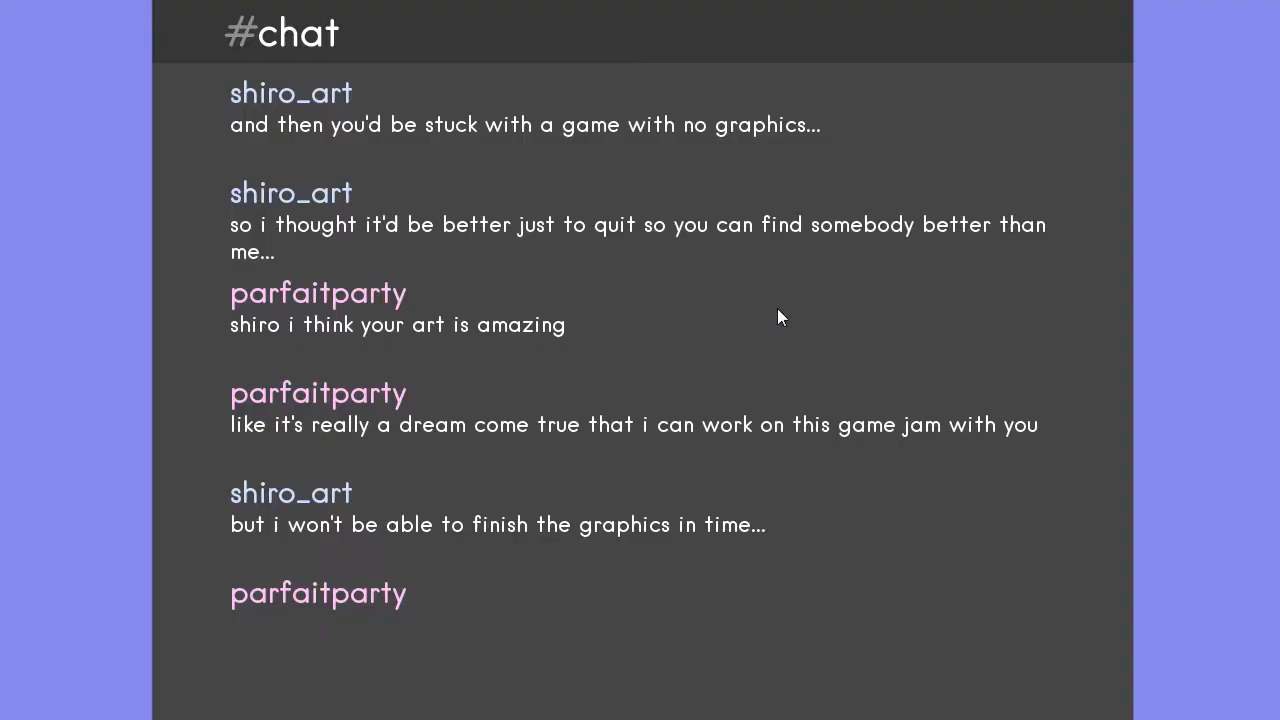 #chat
shiro_art
and then you'd be stuck with a game with no graphics...
shiro_art
so i thought it'd be better just to quit so you can find somebody better than
me...
parfaitparty
shiro i think your art is amazing
parfaitparty
like it's really a dream come true that i can work on this game jam with you
shiro_art
but i won't be able to finish the graphics in time...
parfaitparty